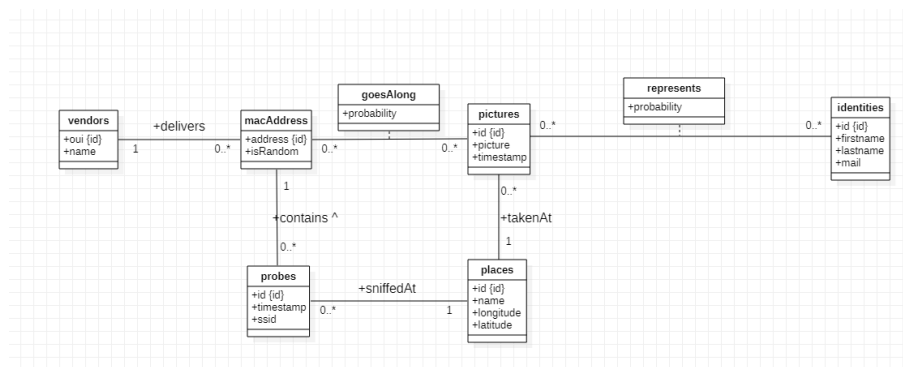 goesAlong
+probability
represents
+probability
vendors
+oui {id}
+name
+delivers
1
0..*
macAddress
+address {id}
+isRandom
0..*
0..*
pictures
+id {id}
+picture
+timestamp
0..*
0..*
identities
+id {id}
+firstname
+lastname
+mail
1
+contains ^
0..*
0..*
+takenAt
1
probes
+id {id}
+timestamp
+ssid
+sniffedAt
0..*
1
places
+id {id}
+name
+longitude
+latitude